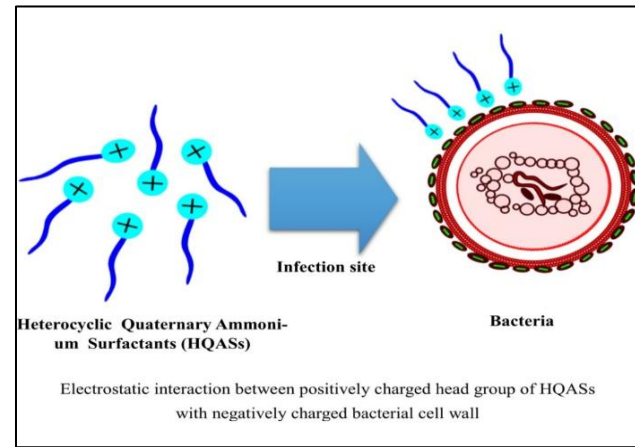 Infection site
Heterocyclic Quaternary Ammoni-
um Surfactants (HQASs)
Bacteria
Electrostatic interaction between positively charged head group of HQASs
with negatively charged bacterial cell wall